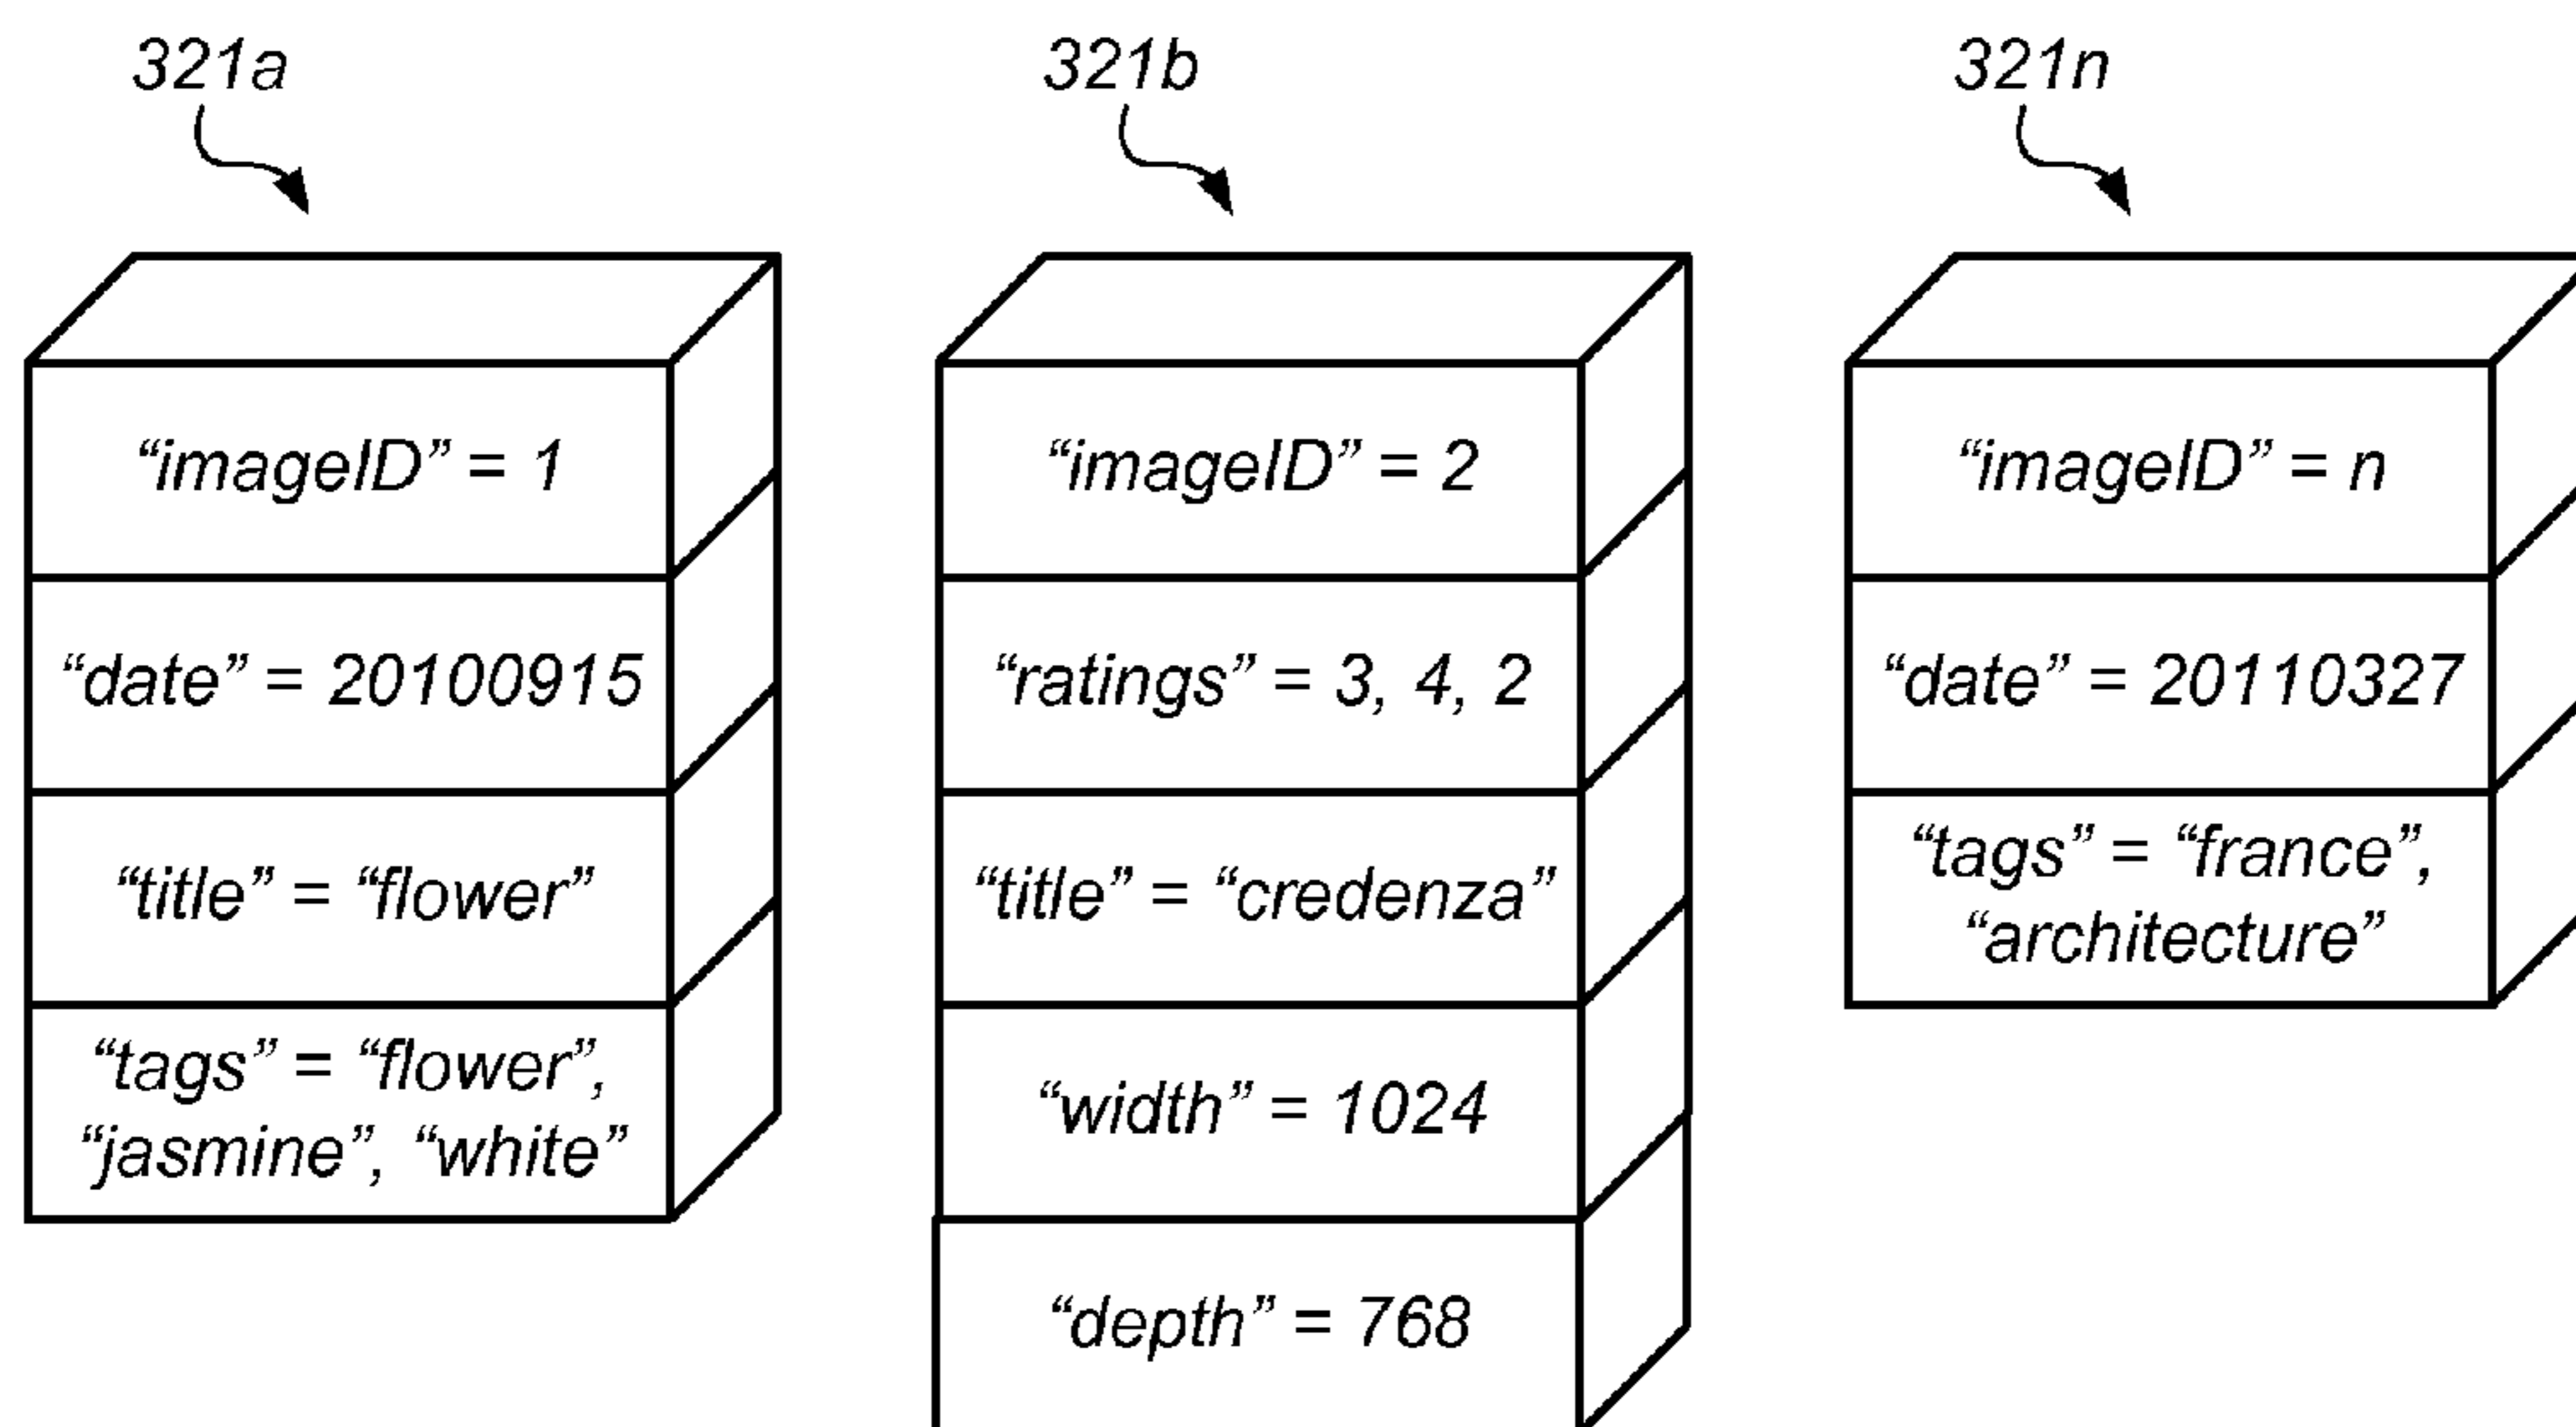 321a
“imageID” = 1
“date” = 20100915
“title” = “flower”
“tags” = “flower”,
“jasmine”, “white”
321b
“imageID” = 2
“ratings” = 3, 4, 2
“title” = “credenza”
“width” = 1024
“depth” = 768
321n
“imageID” = n
“date” = 20110327
“tags” = “france”,
“architecture”